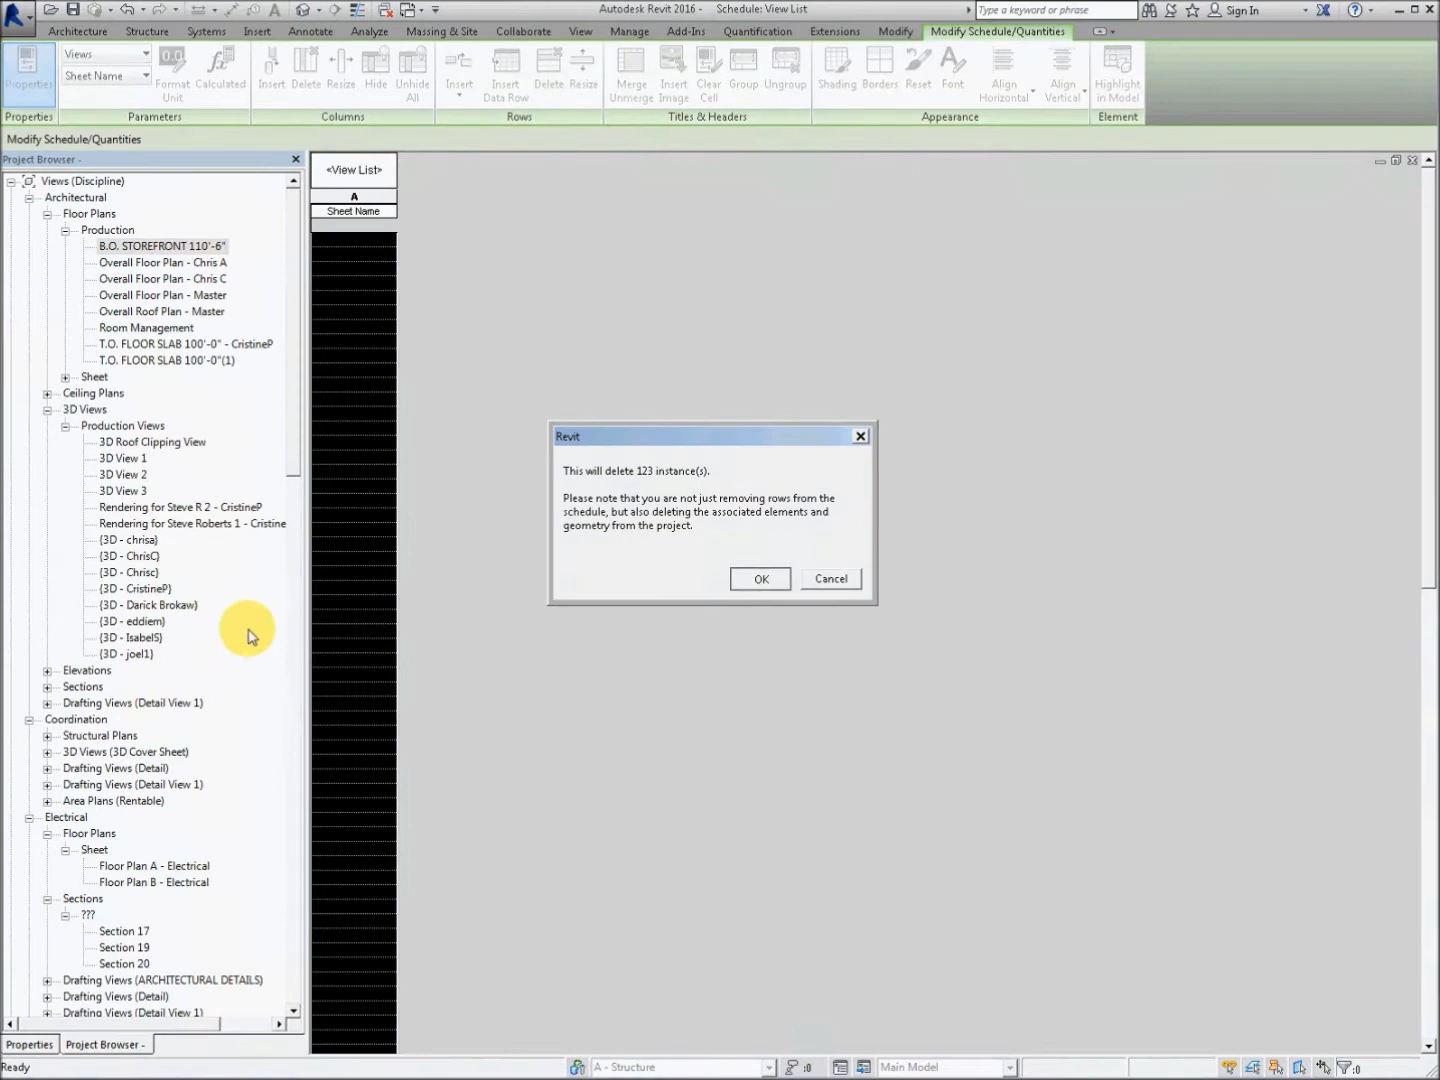 Autodesk Revit 2016 - Schedule: View List
Type a keyword or phrase
Sign In
Architecture Structure Systems Insert Annotate Analyze Massing & Site Collaborate View Manage Add-Ins Quantification Extensions Modify Modify Schedule/Quantities
Views
Sheet Name
Properties
Format Unit
Calculated
Insert Delete Resize Hide Unhide All
Insert
Insert Data Row
Delete Resize
Merge Unmerge
Insert Image
Clear Cell
Group Ungroup
Shading Borders Reset Font
Align Horizontal
Align Vertical
Highlight in Model
Properties Parameters Columns Rows Titles & Headers Appearance Element
Modify Schedule/Quantities
Project Browser -
Views (Discipline)
Architectural
Floor Plans
Production
B.O. STOREFRONT 110'-6"
Overall Floor Plan - Chris A
Overall Floor Plan - Chris C
Overall Floor Plan - Master
Overall Roof Plan - Master
Room Management
T.O. FLOOR SLAB 100'-0" - CristineP
T.O. FLOOR SLAB 100'-0"(1)
Sheet
Ceiling Plans
3D Views
Production Views
3D Roof Clipping View
3D View 1
3D View 2
3D View 3
Rendering for Steve R 2 - CristineP
Rendering for Steve Roberts 1 - Cristine
{3D - chrisa}
{3D - ChrisC}
{3D - Chrisc}
{3D - CristineP}
{3D - Darick Brokaw}
{3D - eddiem}
{3D - IsabelS}
{3D - joel1}
Elevations
Sections
Drafting Views (Detail View 1)
Coordination
Structural Plans
3D Views (3D Cover Sheet)
Drafting Views (Detail)
Drafting Views (Detail View 1)
Area Plans (Rentable)
Electrical
Floor Plans
Sheet
Floor Plan A - Electrical
Floor Plan B - Electrical
Sections
???
Section 17
Section 19
Section 20
Drafting Views (ARCHITECTURAL DETAILS)
Drafting Views (Detail)
Drafting Views (Detail View 1)
<View List>
A
Sheet Name
Revit
This will delete 123 instance(s).
Please note that you are not just removing rows from the
schedule, but also deleting the associated elements and
geometry from the project.
OK Cancel
Properties Project Browser -
Ready
A - Structure
:0
Main Model
:0